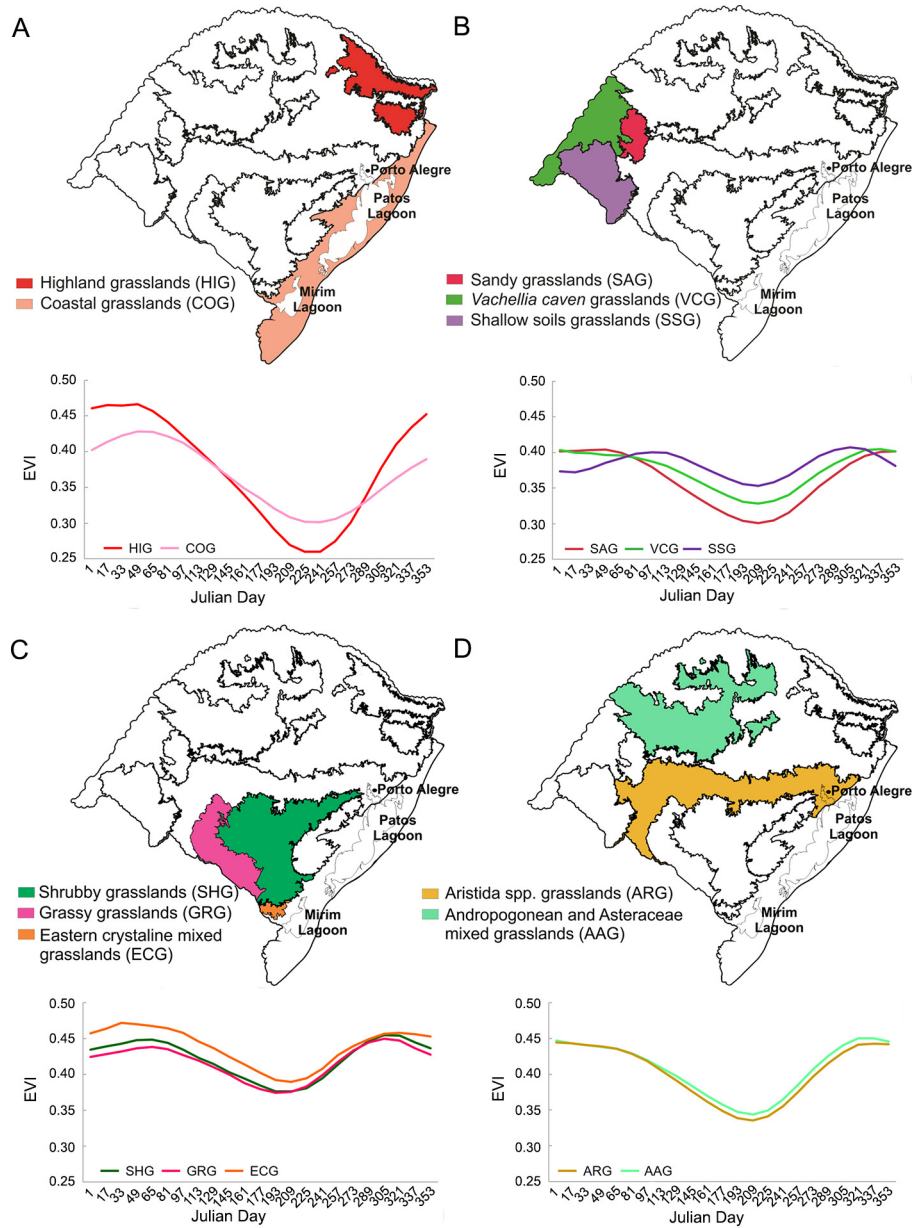 A
Porto Alegre
Patos
Lagoon
Mirim
Lagoon
Highland grasslands (HIG)
Coastal grasslands (COG)
0.50
0.45
0.40
0.35
0.30
0.25
EVI
HIG COG
1 17 33 49 65 81 97 113 129 145 161 177 193 209 225 241 257 273 289 305 321 337 353
Julian Day
B
Porto Alegre
Patos
Lagoon
Mirim
Lagoon
Sandy grasslands (SAG)
Vachellia caven grasslands (VCG)
Shallow soils grasslands (SSG)
0.50
0.45
0.40
0.35
0.30
0.25
EVI
SAG VCG SSG
1 17 33 49 65 81 97 113 129 145 161 177 193 209 225 241 257 273 289 305 321 337 353
Julian Day
C
Porto Alegre
Patos
Lagoon
Mirim
Lagoon
Shrubby grasslands (SHG)
Grassy grasslands (GRG)
Eastern crystaline mixed
grasslands (ECG)
0.50
0.45
0.40
0.35
0.30
0.25
EVI
SHG GRG ECG
1 17 33 49 65 81 97 113 129 145 161 177 193 209 225 241 257 273 289 305 321 337 353
Julian Day
D
Porto Alegre
Patos
Lagoon
Mirim
Lagoon
Aristida spp. grasslands (ARG)
Andropogonean and Asteraceae
mixed grasslands (AAG)
0.50
0.45
0.40
0.35
0.30
0.25
EVI
ARG AAG
1 17 33 49 65 81 97 113 129 145 161 177 193 209 225 241 257 273 289 305 321 337 353
Julian Day